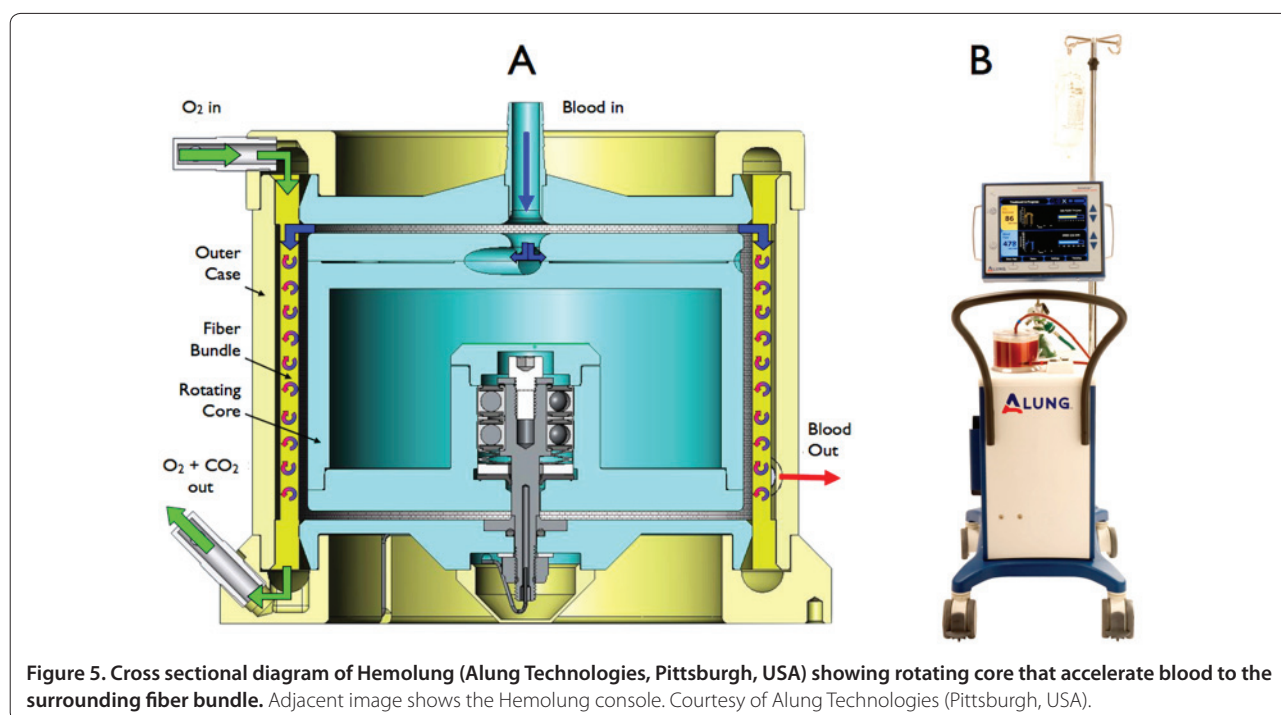 A
B
O₂ in
Blood in
Outer
Case
Fiber
Bundle
Rotating
Core
O₂ + CO₂
out
Blood
Out
86
478
ALUNG
Figure 5. Cross sectional diagram of Hemolung (Alung Technologies, Pittsburgh, USA) showing rotating core that accelerate blood to the
surrounding fiber bundle. Adjacent image shows the Hemolung console. Courtesy of Alung Technologies (Pittsburgh, USA).